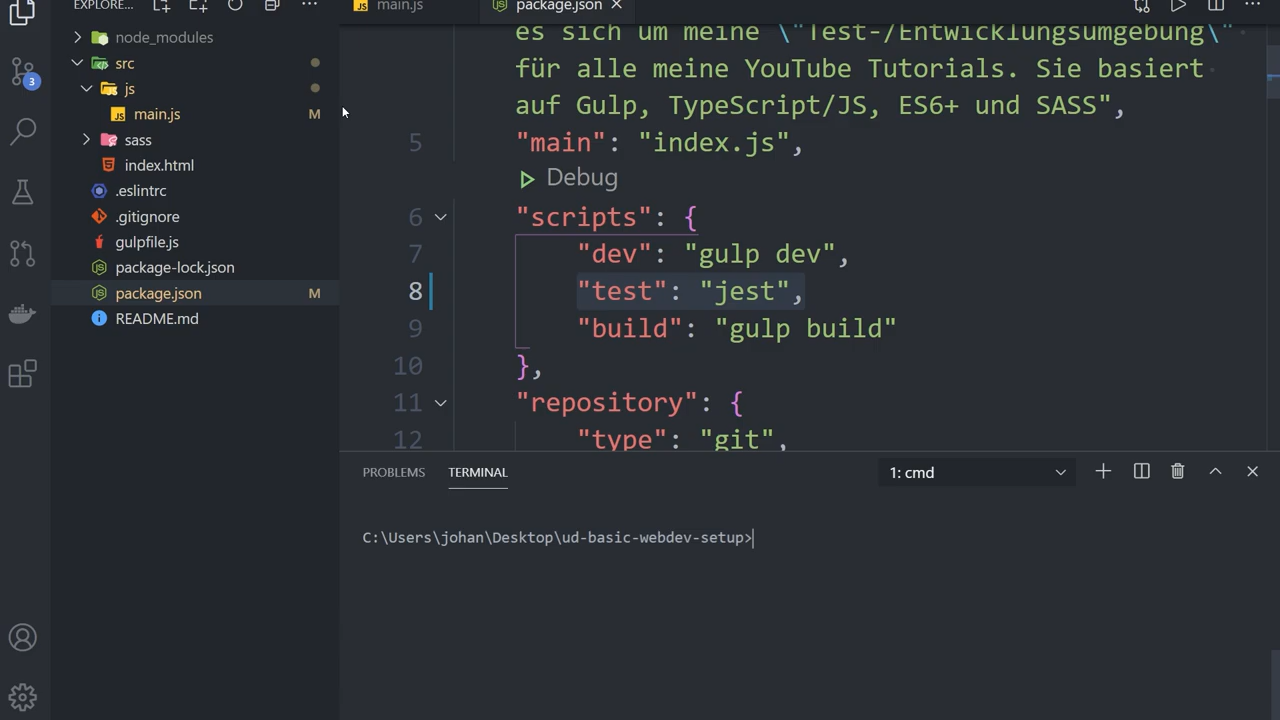 EXPLORE...
main.js
package.json
node_modules
src
js
main.js M
sass
index.html
.eslintrc
.gitignore
gulpfile.js
package-lock.json
package.json M
README.md
3
es sich um meine \"Test-/Entwicklungsumgebung\"
für alle meine YouTube Tutorials. Sie basiert
auf Gulp, TypeScript/JS, ES6+ und SASS",
5 "main": "index.js",
Debug
6 "scripts": {
7 "dev": "gulp dev",
8 "test": "jest",
9 "build": "gulp build"
10 },
11 "repository": {
12 "type": "git",
PROBLEMS TERMINAL 1: cmd
C:\Users\johan\Desktop\ud-basic-webdev-setup>